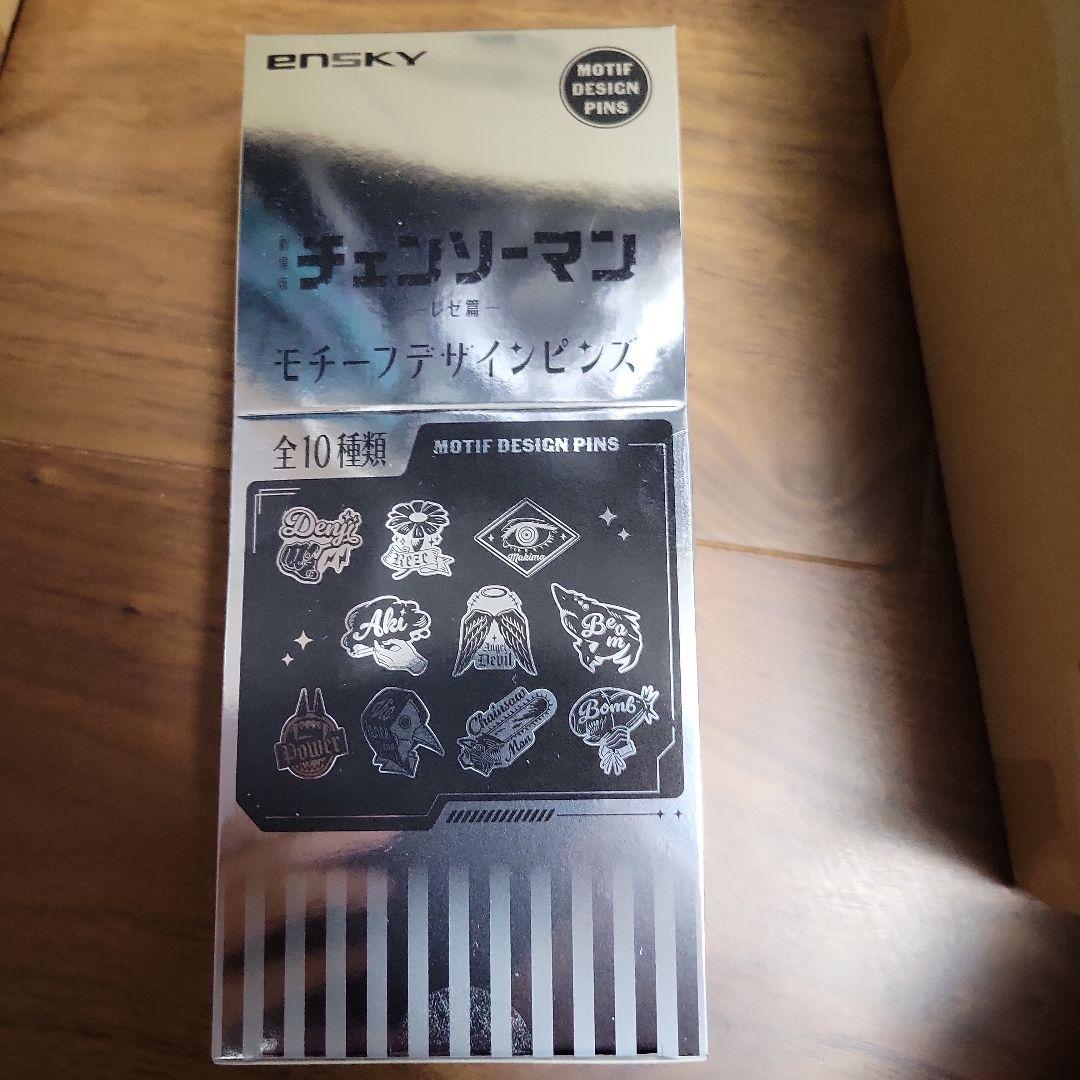 ensky
MOTIF
DESIGN
PINS
劇場版
チェンソーマン
—レゼ篇—
モチーフデザインピンズ
全10種類
MOTIF DESIGN PINS
Denji
Reze
Makima
Aki
Angel
Devil
Beam
Power
Chainsaw
Man
Bomb